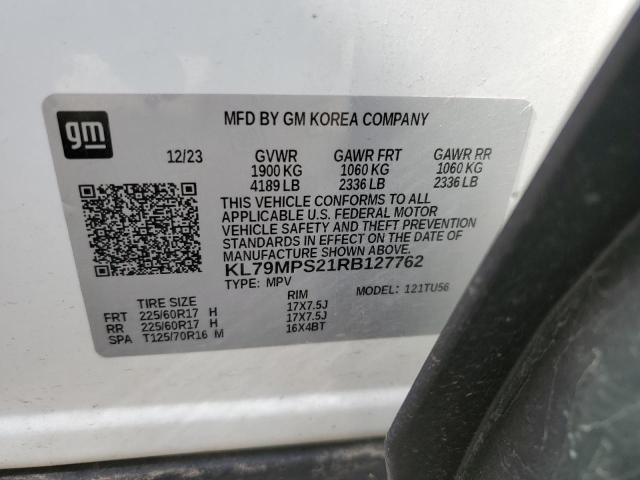 gm
MFD BY GM KOREA COMPANY
12/23 GVWR GAWR FRT GAWR RR
1900 KG 1060 KG 1060 KG
4189 LB 2336 LB 2336 LB
THIS VEHICLE CONFORMS TO ALL
APPLICABLE U.S. FEDERAL MOTOR
VEHICLE SAFETY AND THEFT PREVENTION
STANDARDS IN EFFECT ON THE DATE OF
MANUFACTURE SHOWN ABOVE.
KL79MPS21RB127762
TYPE: MPV MODEL: 121TU56
TIRE SIZE RIM
FRT 225/60R17 H 17X7.5J
RR 225/60R17 H 17X7.5J
SPA T125/70R16 M 16X4BT